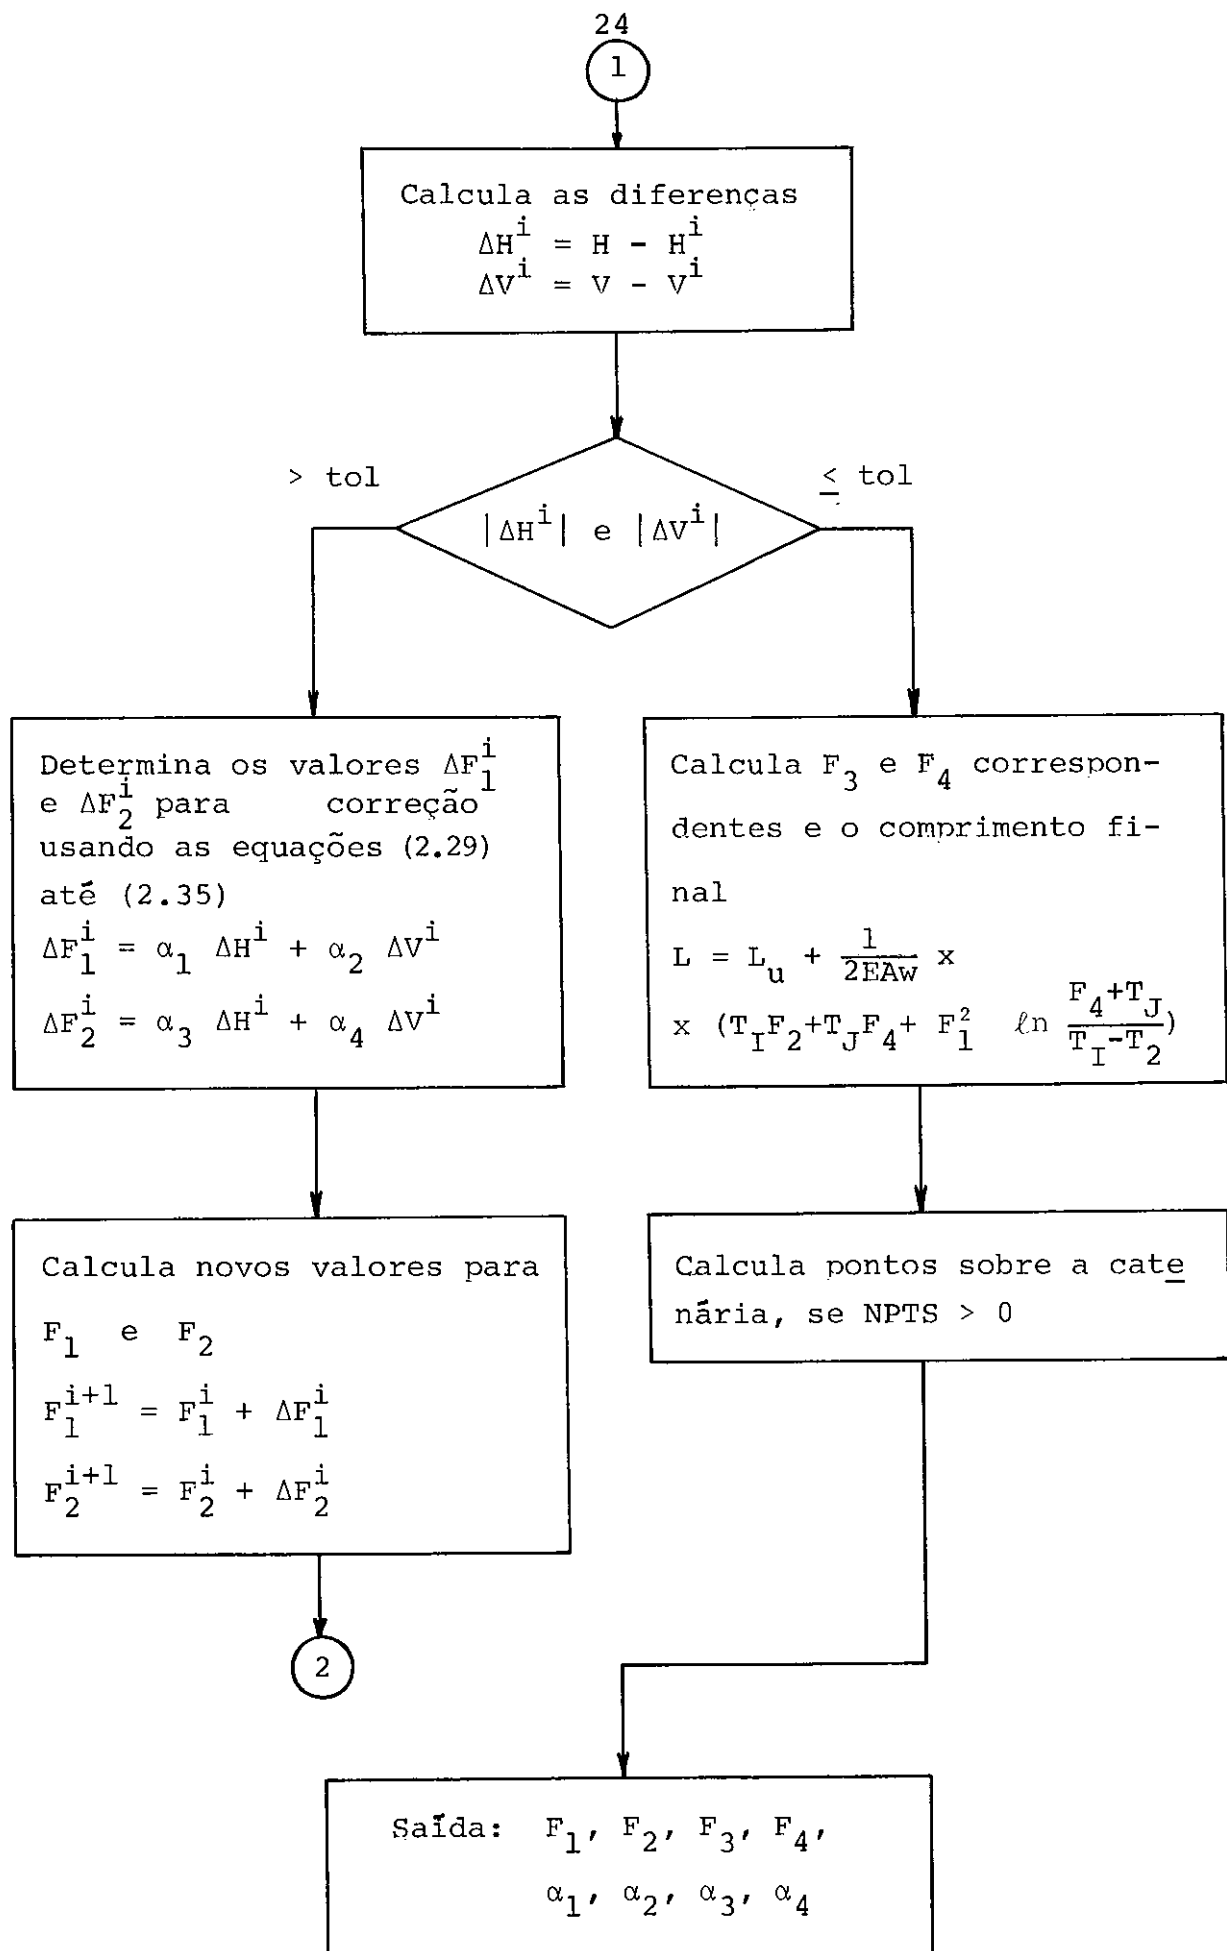 24
1
Calcula as diferenças
ΔH^i = H - H^i
ΔV^i = V - V^i
> tol
≤ tol
|ΔH^i| e |ΔV^i|
Determina os valores ΔF_1^i
e ΔF_2^i para correção
usando as equações (2.29)
até (2.35)
ΔF_1^i = α_1 ΔH^i + α_2 ΔV^i
ΔF_2^i = α_3 ΔH^i + α_4 ΔV^i
Calcula F_3 e F_4 correspon-
dentes e o comprimento fi-
nal
L = L_u + \frac{1}{2EAw} x
x (T_I F_2+T_J F_4+ F_1^2 ℓn \frac{F_4+T_J}{T_I-T_2})
Calcula novos valores para
F_1 e F_2
F_1^{i+1} = F_1^i + ΔF_1^i
F_2^{i+1} = F_2^i + ΔF_2^i
2
Calcula pontos sobre a cate
nária, se NPTS > 0
Saída: F_1, F_2, F_3, F_4,
α_1, α_2, α_3, α_4